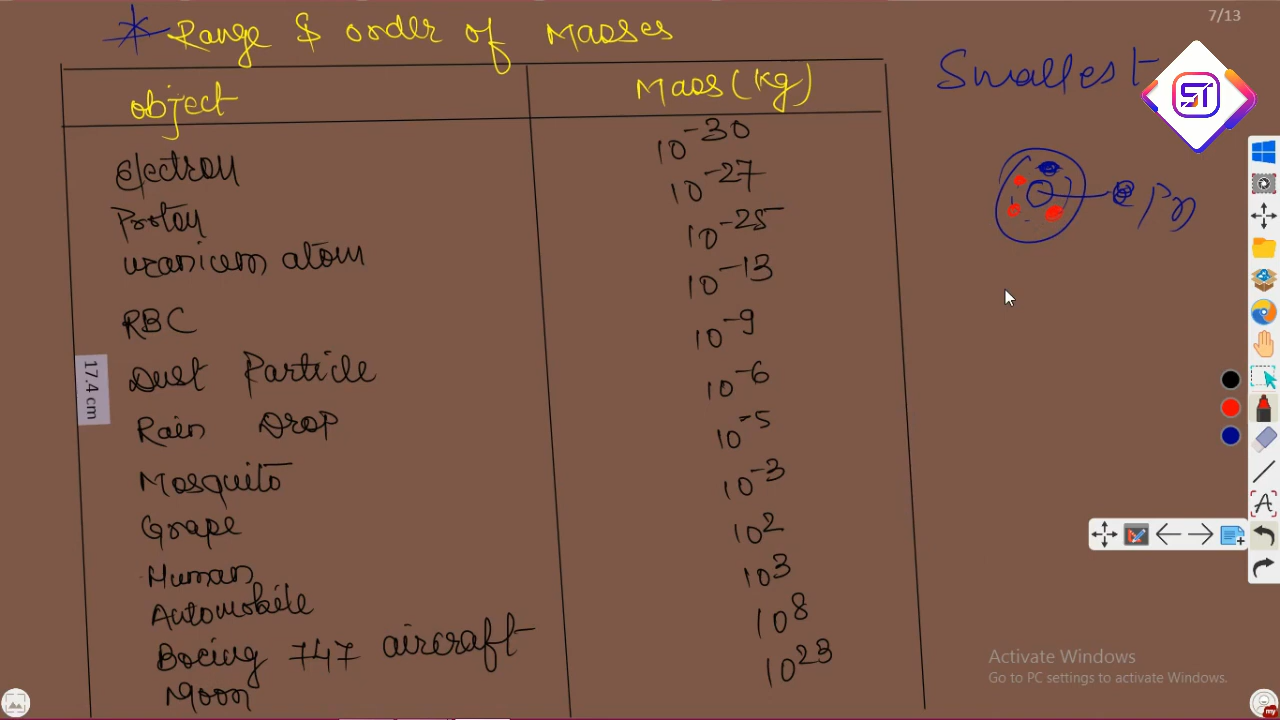 7/13
* Range & order of Masses
Smallest
ST
object Mass (kg)
Electron 10^-30
Proton 10^-27
Uranium atom 10^-25
RBC 10^-13
Dust Particle 10^-9
Rain Drop 10^-6
Mosquito 10^-5
Grape 10^-3
Human 10^2
Automobile 10^3
Boeing 747 aircraft 10^8
Moon 10^23
17.4 cm
Activate Windows
Go to PC settings to activate Windows.
my